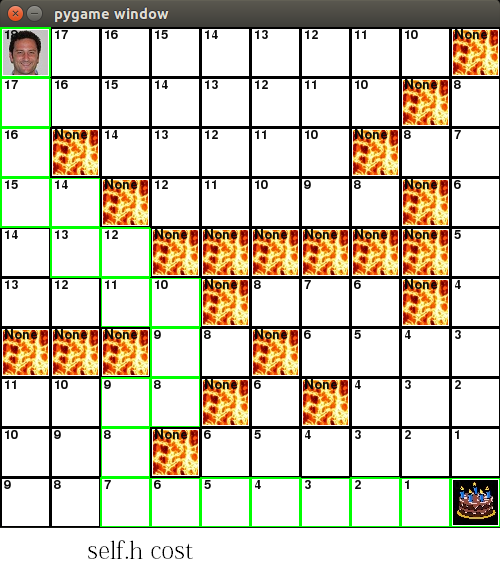 pygame window
18 17 16 15 14 13 12 11 10 None
17 16 15 14 13 12 11 10 None 8
16 None 14 13 12 11 10 None 8 7
15 14 None 12 11 10 9 8 None 6
14 13 12 None None None None None None 5
13 12 11 10 None 8 7 6 None 4
None None None 9 8 None 6 5 4 3
11 10 9 8 None 6 None 4 3 2
10 9 8 None 6 5 4 3 2 1
9 8 7 6 5 4 3 2 1
self.h cost